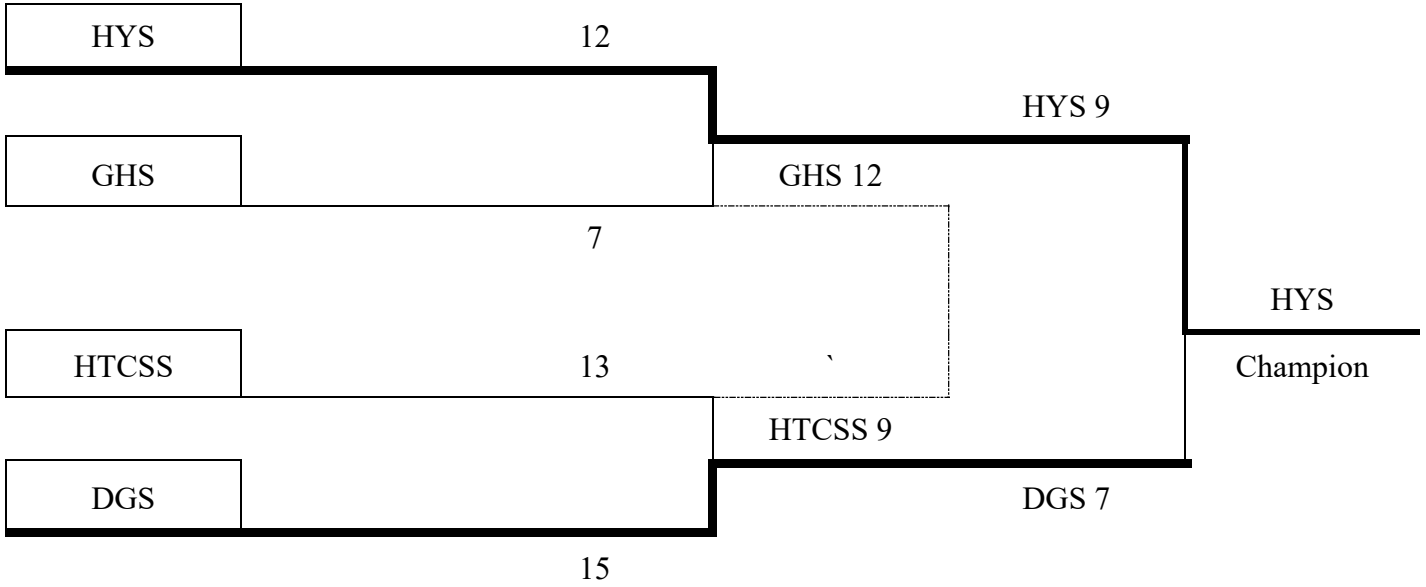 HYS 12
HYS 9
GHS GHS 12
7
HYS
HTCSS 13 ` Champion
HTCSS 9
DGS DGS 7
15